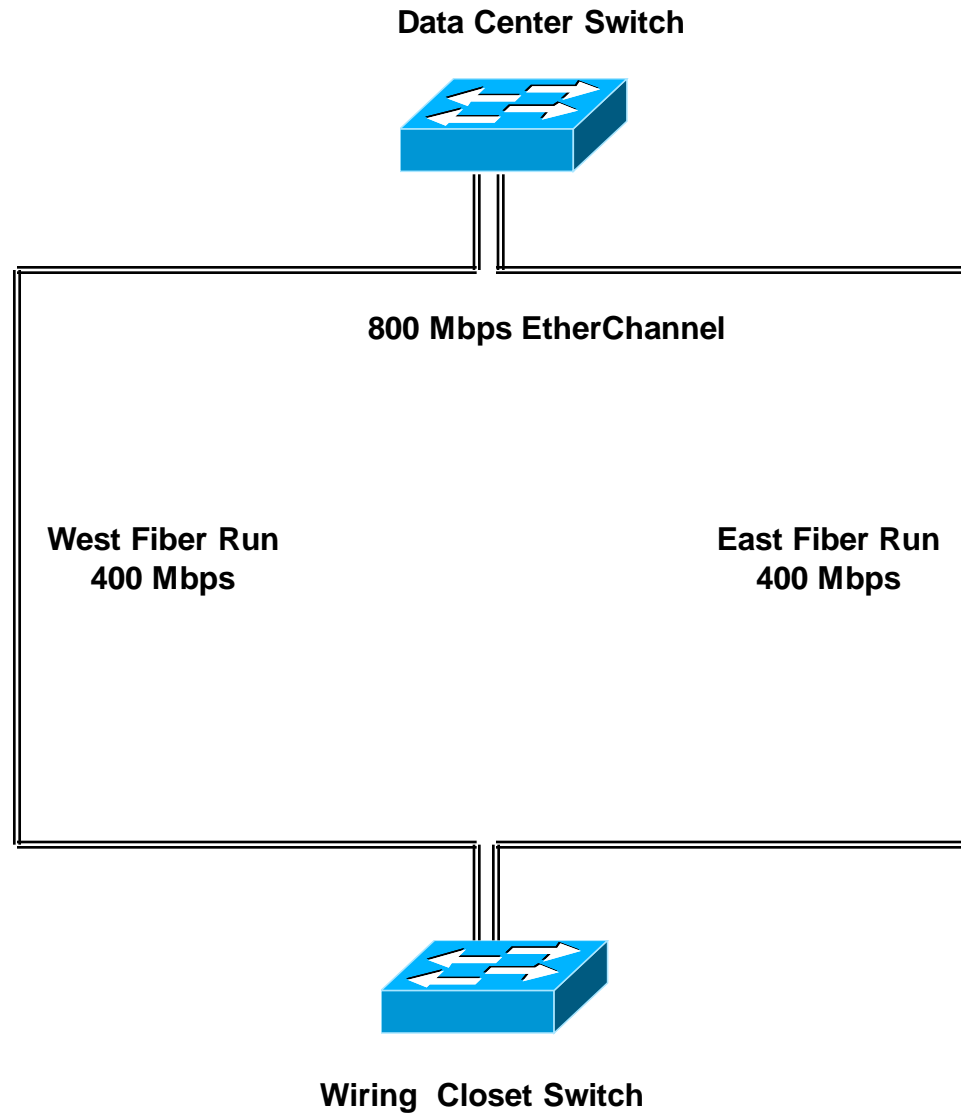 Data Center Switch
800 Mbps EtherChannel
West Fiber Run
400 Mbps
East Fiber Run
400 Mbps
Wiring Closet Switch